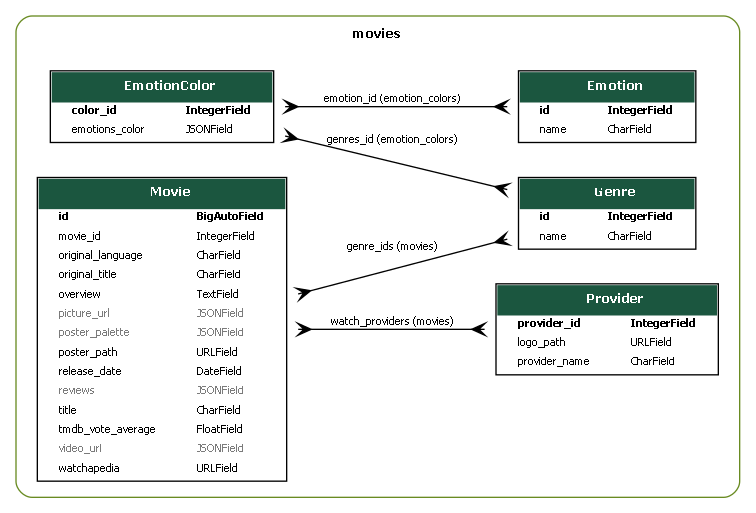 movies
EmotionColor
color_id IntegerField
emotions_color JSONField
emotion_id (emotion_colors)
genres_id (emotion_colors)
Emotion
id IntegerField
name CharField
Movie
id BigAutoField
movie_id IntegerField
original_language CharField
original_title CharField
overview TextField
picture_url JSONField
poster_palette JSONField
poster_path URLField
release_date DateField
reviews JSONField
title CharField
tmdb_vote_average FloatField
video_url JSONField
watchapedia URLField
genre_ids (movies)
watch_providers (movies)
Genre
id IntegerField
name CharField
Provider
provider_id IntegerField
logo_path URLField
provider_name CharField